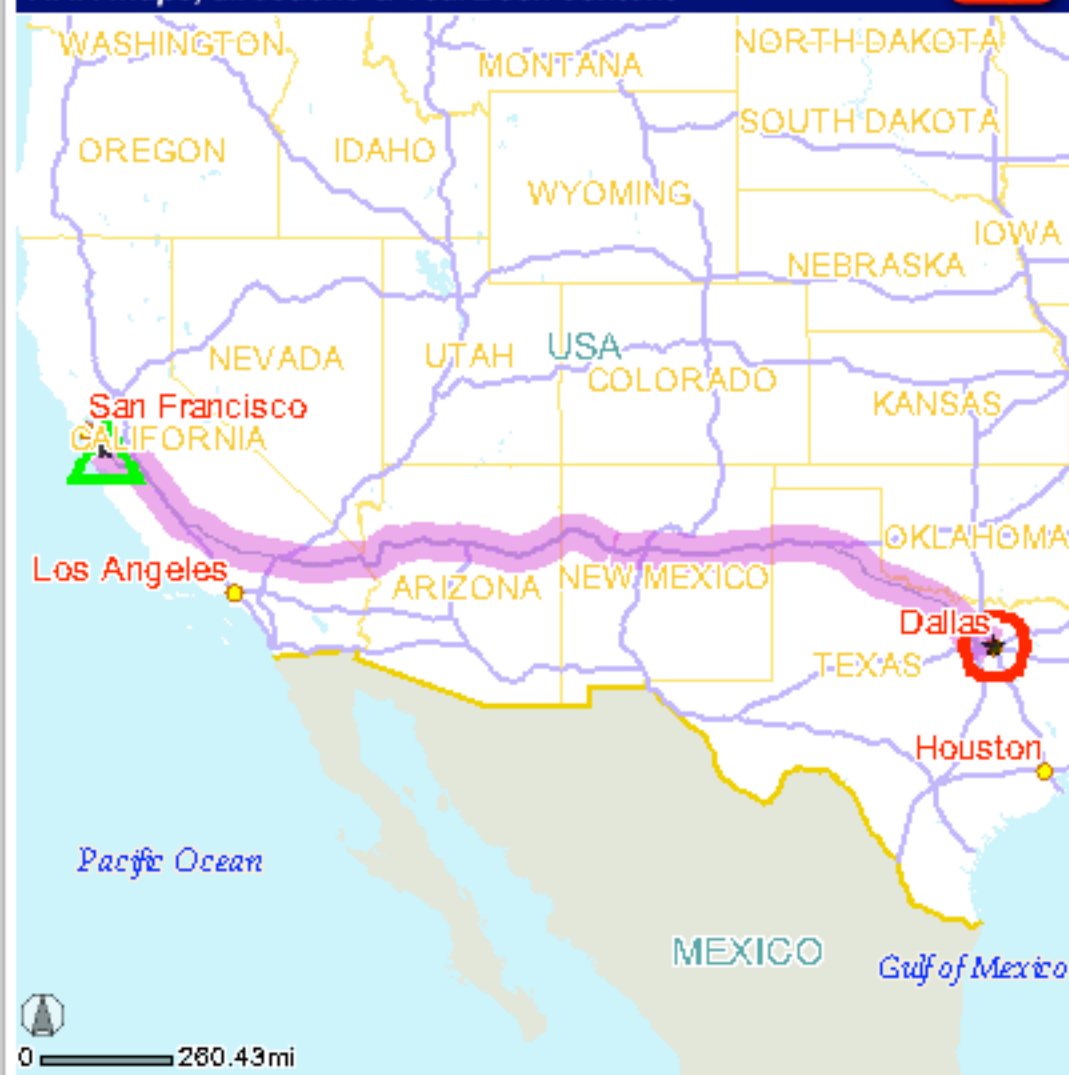 WASHINGTON
MONTANA
NORTH DAKOTA
OREGON
IDAHO
SOUTH DAKOTA
WYOMING
IOWA
NEBRASKA
NEVADA
UTAH
USA
COLORADO
KANSAS
San Francisco
CALIFORNIA
OKLAHOMA
Los Angeles
ARIZONA
NEW MEXICO
Dallas
TEXAS
Houston
Pacific Ocean
MEXICO
Gulf of Mexico
0
260.43mi